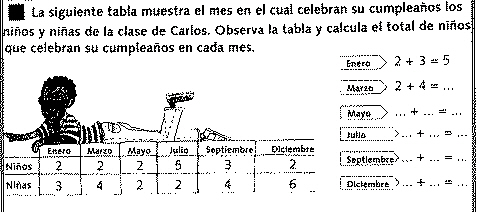 La siguiente tabla muestra el mes en el cual celebran su cumpleaños los
niños y niñas de la clase de Carlos. Observa la tabla y calcula el total de niños
que celebran su cumpleaños en cada mes.
Enero 2 + 3 = 5
Marzo 2 + 4 = ...
Mayo ... + ... = ...
Julio ... + ... = ...
Septiembre ... + ... = ...
Diciembre ... + ... = ...
Enero Marzo Mayo Julio Septiembre Diciembre
Niños 2 2 2 5 3 2
Niñas 3 4 2 2 4 6